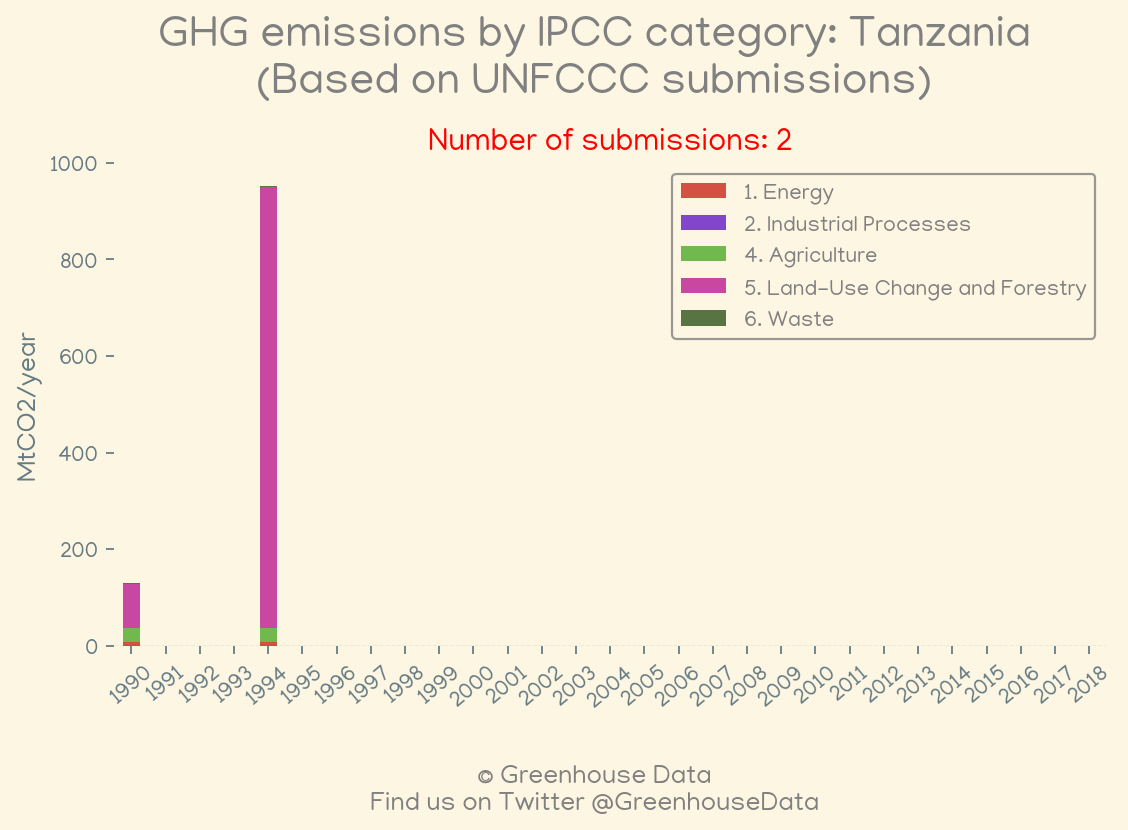 GHG emissions by IPCC category: Tanzania
(Based on UNFCCC submissions)
Number of submissions: 2
1. Energy
2. Industrial Processes
4. Agriculture
5. Land-Use Change and Forestry
6. Waste
MtCO2/year
1000
800
600
400
200
0
1990 1991 1992 1993 1994 1995 1996 1997 1998 1999 2000 2001 2002 2003 2004 2005 2006 2007 2008 2009 2010 2011 2012 2013 2014 2015 2016 2017 2018
© Greenhouse Data
Find us on Twitter @GreenhouseData